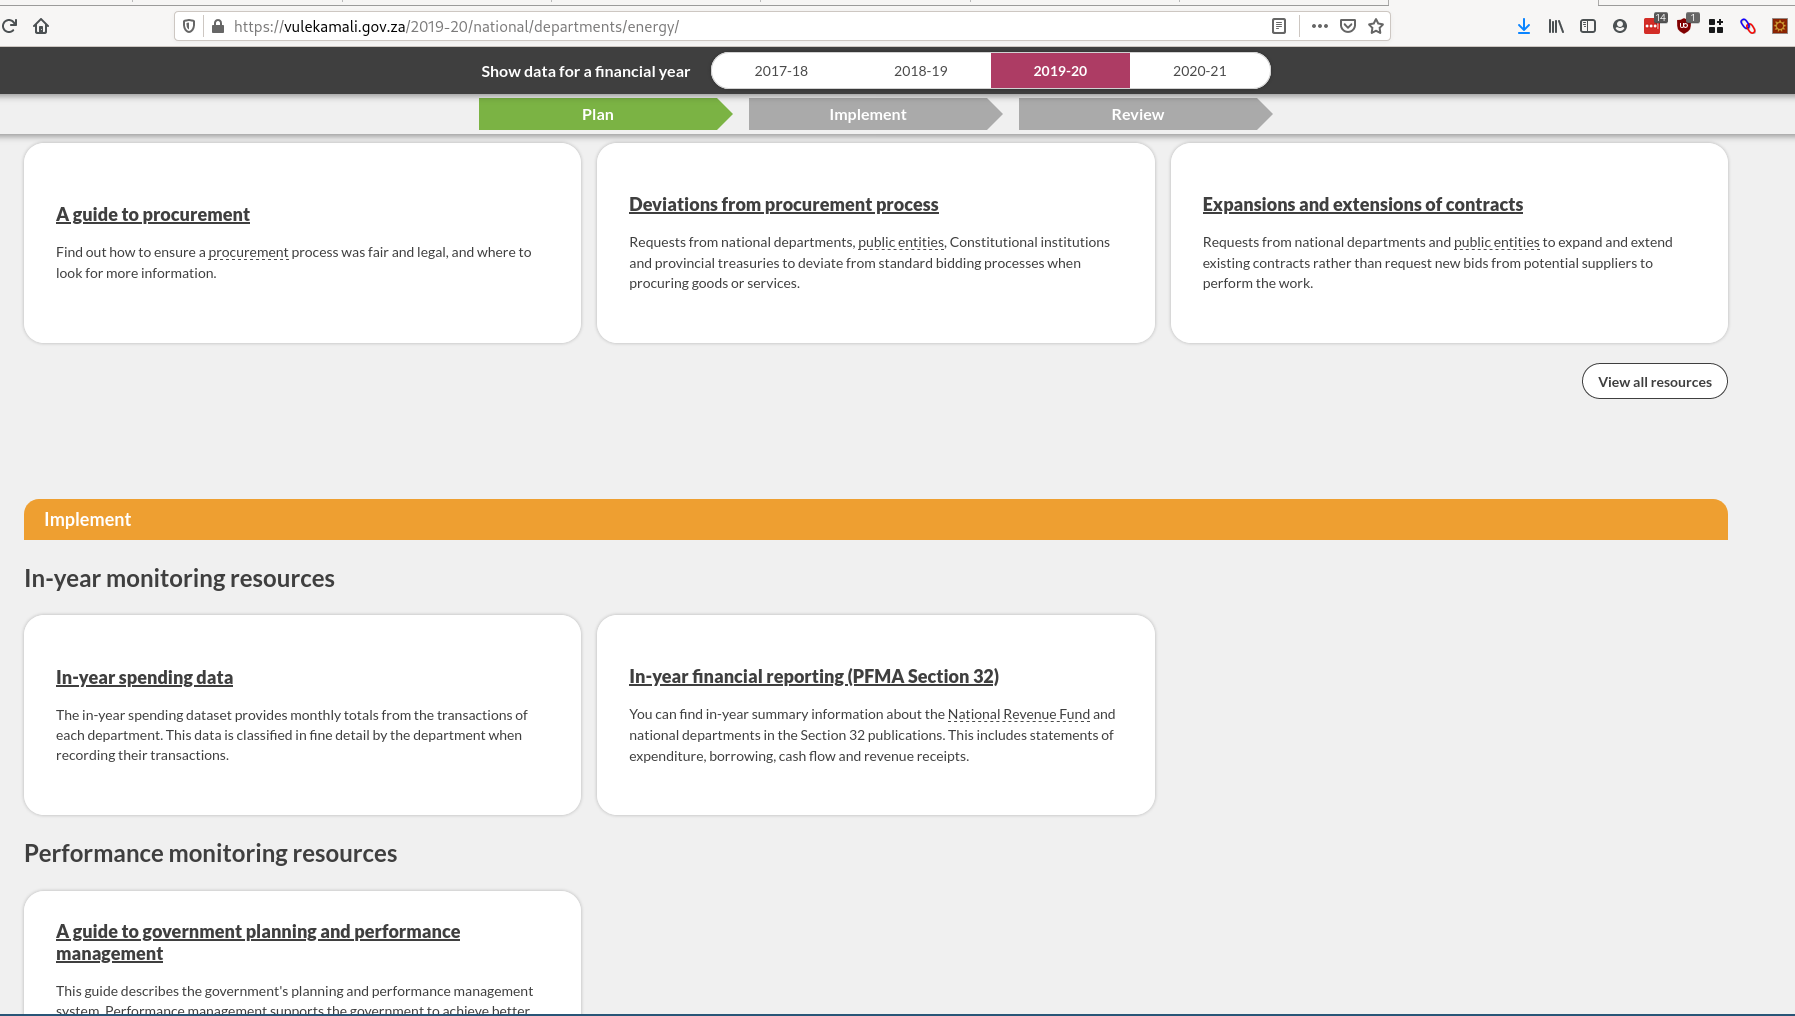 https://vulekamali.gov.za/2019-20/national/departments/energy/
14
1
Show data for a financial year
2017-18
2018-19
2019-20
2020-21
Plan
Implement
Review
A guide to procurement
Find out how to ensure a procurement process was fair and legal, and where to
look for more information.
Deviations from procurement process
Requests from national departments, public entities, Constitutional institutions
and provincial treasuries to deviate from standard bidding processes when
procuring goods or services.
Expansions and extensions of contracts
Requests from national departments and public entities to expand and extend
existing contracts rather than request new bids from potential suppliers to
perform the work.
View all resources
Implement
In-year monitoring resources
In-year spending data
The in-year spending dataset provides monthly totals from the transactions of
each department. This data is classified in fine detail by the department when
recording their transactions.
In-year financial reporting (PFMA Section 32)
You can find in-year summary information about the National Revenue Fund and
national departments in the Section 32 publications. This includes statements of
expenditure, borrowing, cash flow and revenue receipts.
Performance monitoring resources
A guide to government planning and performance
management
This guide describes the government's planning and performance management
system. Performance management supports the government to achieve better